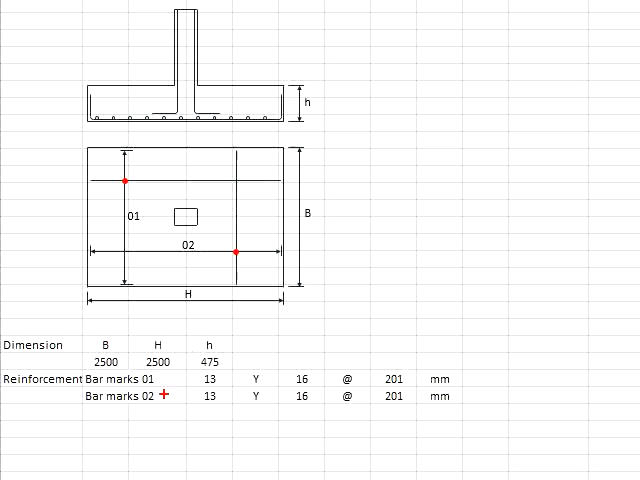 h
01
B
02
H
Dimension B H h
2500 2500 475
Reinforcement Bar marks 01 13 Y 16 @ 201 mm
Bar marks 02 13 Y 16 @ 201 mm